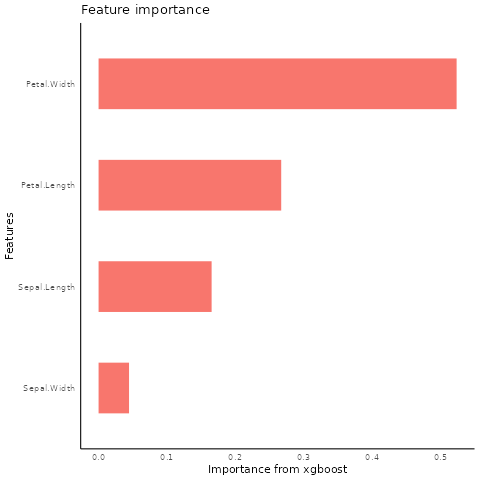 Feature importance
Features
Petal.Width
Petal.Length
Sepal.Length
Sepal.Width
0.0 0.1 0.2 0.3 0.4 0.5
Importance from xgboost